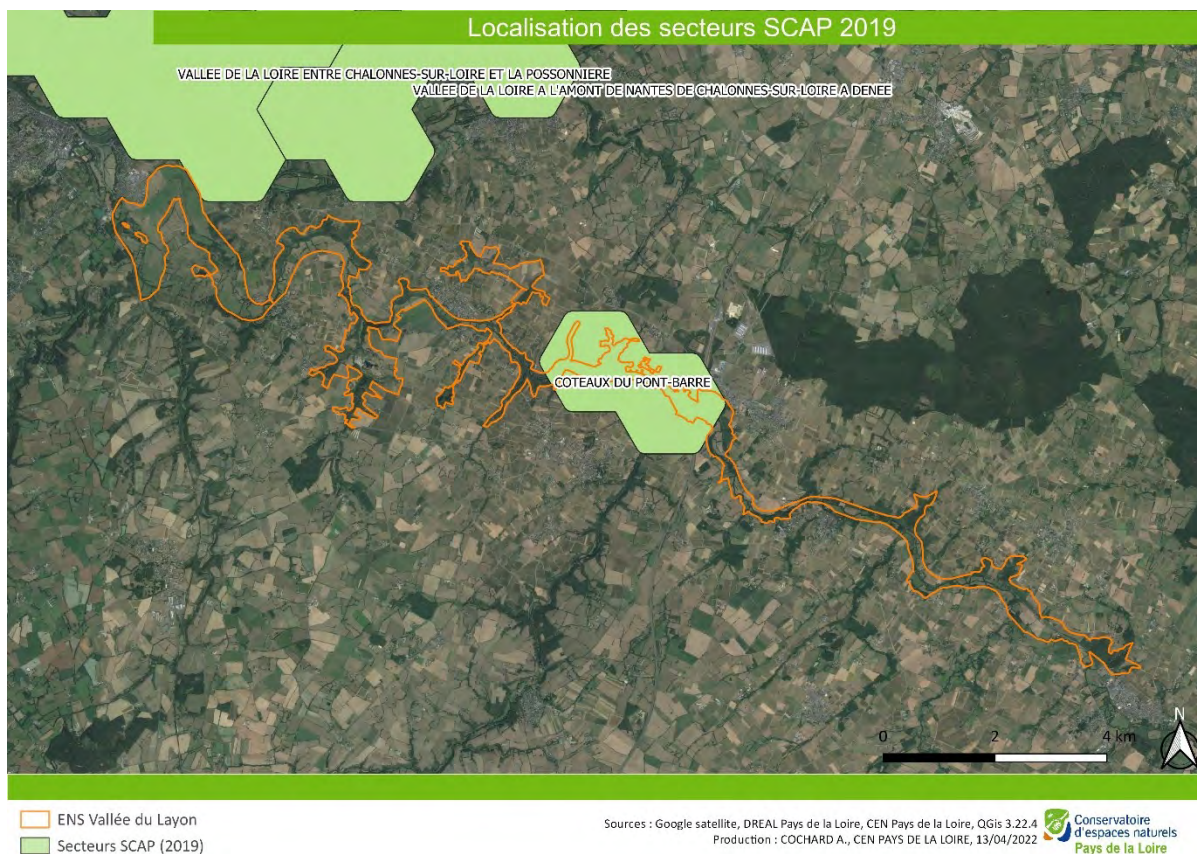 Localisation des secteurs SCAP 2019
VALLEE DE LA LOIRE ENTRE CHALONNES-SUR-LOIRE ET LA POSSONNIERE
VALLEE DE LA LOIRE A L'AMONT DE NANTES DE CHALONNES-SUR-LOIRE A DENEE
COTEAUX DU PONT-BARRE
N
0 2 4 km
ENS Vallée du Layon
Secteurs SCAP (2019)
Sources : Google satellite, DREAL Pays de la Loire, CEN Pays de la Loire, QGis 3.22.4
Production : COCHARD A., CEN PAYS DE LA LOIRE, 13/04/2022
Conservatoire
d'espaces naturels
Pays de la Loire